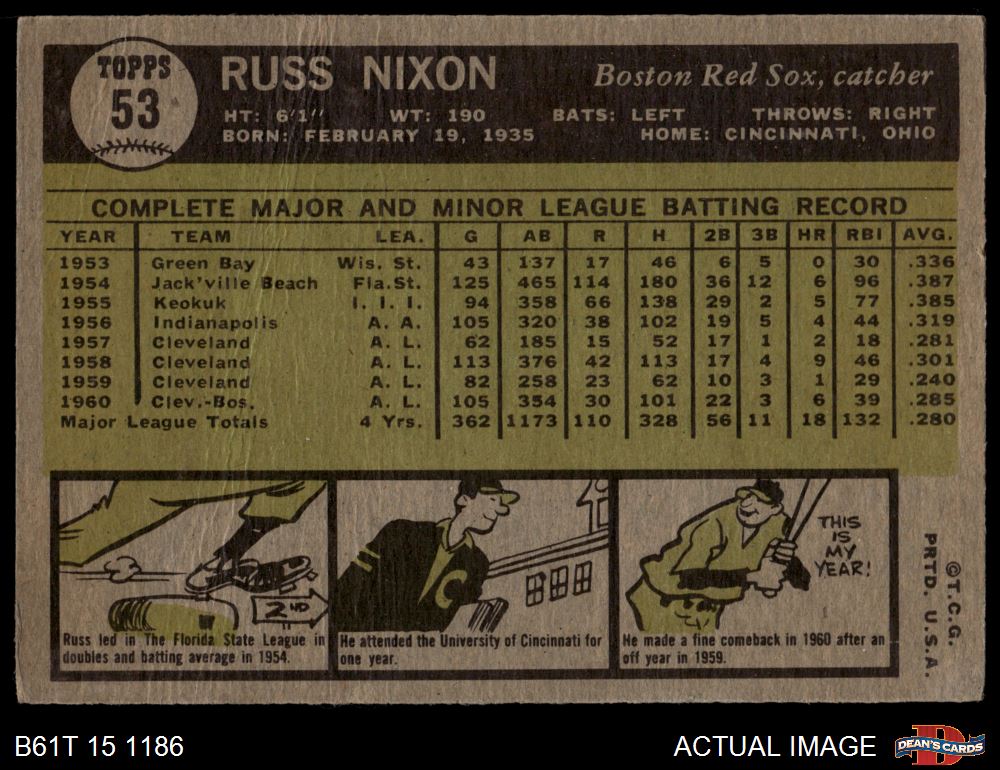 TOPPS
53
RUSS NIXON
Boston Red Sox, catcher
HT: 6'1" WT: 190 BATS: LEFT THROWS: RIGHT
BORN: FEBRUARY 19, 1935 HOME: CINCINNATI, OHIO
COMPLETE MAJOR AND MINOR LEAGUE BATTING RECORD
YEAR TEAM LEA. G AB R H 2B 3B HR RBI AVG.
1953 Green Bay Wis. St. 43 137 17 46 6 5 0 30 .336
1954 Jack'ville Beach Fla.St. 125 465 114 180 36 12 6 96 .387
1955 Keokuk I. I. I. 94 358 66 138 29 2 5 77 .385
1956 Indianapolis A. A. 105 320 38 102 19 5 4 44 .319
1957 Cleveland A. L. 62 185 15 52 17 1 2 18 .281
1958 Cleveland A. L. 113 376 42 113 17 4 9 46 .301
1959 Cleveland A. L. 82 258 23 62 10 3 1 29 .240
1960 Clev.-Bos. A. L. 105 354 30 101 22 3 6 39 .285
Major League Totals 4 Yrs. 362 1173 110 328 56 11 18 132 .280
2ND
Russ led in The Florida State League in
doubles and batting average in 1954.
C
He attended the University of Cincinnati for
one year.
THIS
IS
MY
YEAR!
He made a fine comeback in 1960 after an
off year in 1959.
©T.C.G.
PRTD. U.S.A.
B61T 15 1186
ACTUAL IMAGE
D
DEAN'S CARDS